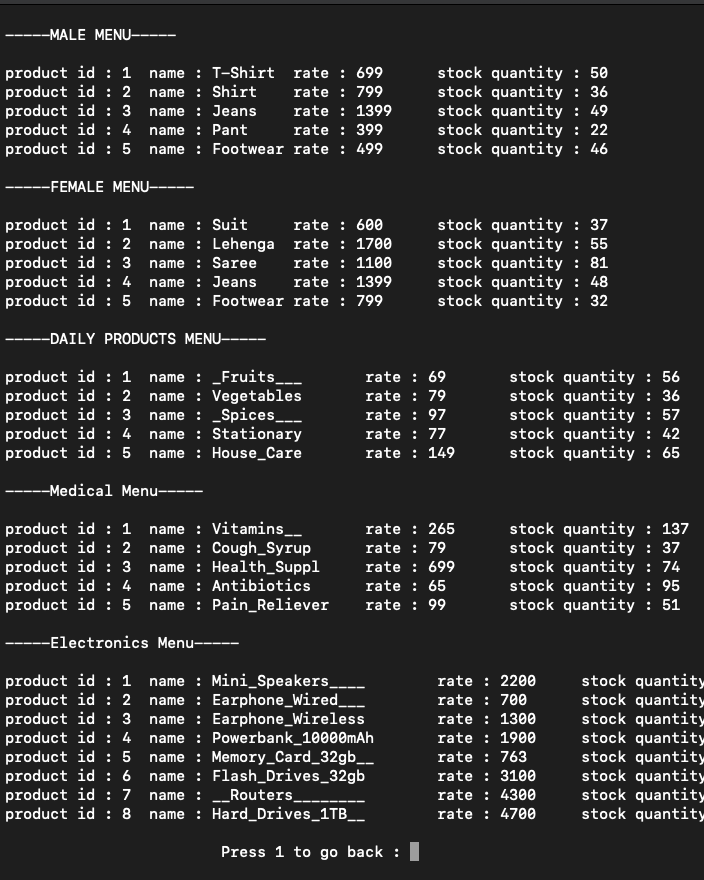 -----MALE MENU-----
product id : 1  name : T-Shirt  rate : 699      stock quantity : 50
product id : 2  name : Shirt    rate : 799      stock quantity : 36
product id : 3  name : Jeans    rate : 1399     stock quantity : 49
product id : 4  name : Pant     rate : 399      stock quantity : 22
product id : 5  name : Footwear rate : 499      stock quantity : 46
-----FEMALE MENU-----
product id : 1  name : Suit     rate : 600      stock quantity : 37
product id : 2  name : Lehenga  rate : 1700     stock quantity : 55
product id : 3  name : Saree    rate : 1100     stock quantity : 81
product id : 4  name : Jeans    rate : 1399     stock quantity : 48
product id : 5  name : Footwear rate : 799      stock quantity : 32
-----DAILY PRODUCTS MENU-----
product id : 1  name : _Fruits___       rate : 69       stock quantity : 56
product id : 2  name : Vegetables       rate : 79       stock quantity : 36
product id : 3  name : _Spices___       rate : 97       stock quantity : 57
product id : 4  name : Stationary       rate : 77       stock quantity : 42
product id : 5  name : House_Care       rate : 149      stock quantity : 65
-----Medical Menu-----
product id : 1  name : Vitamins__       rate : 265      stock quantity : 137
product id : 2  name : Cough_Syrup      rate : 79       stock quantity : 37
product id : 3  name : Health_Suppl     rate : 699      stock quantity : 74
product id : 4  name : Antibiotics      rate : 65       stock quantity : 95
product id : 5  name : Pain_Reliever    rate : 99       stock quantity : 51
-----Electronics Menu-----
product id : 1  name : Mini_Speakers____        rate : 2200     stock quantity
product id : 2  name : Earphone_Wired___        rate : 700      stock quantity
product id : 3  name : Earphone_Wireless        rate : 1300     stock quantity
product id : 4  name : Powerbank_10000mAh       rate : 1900     stock quantity
product id : 5  name : Memory_Card_32gb__       rate : 763      stock quantity
product id : 6  name : Flash_Drives_32gb        rate : 3100     stock quantity
product id : 7  name : __Routers________        rate : 4300     stock quantity
product id : 8  name : Hard_Drives_1TB__        rate : 4700     stock quantity
Press 1 to go back :